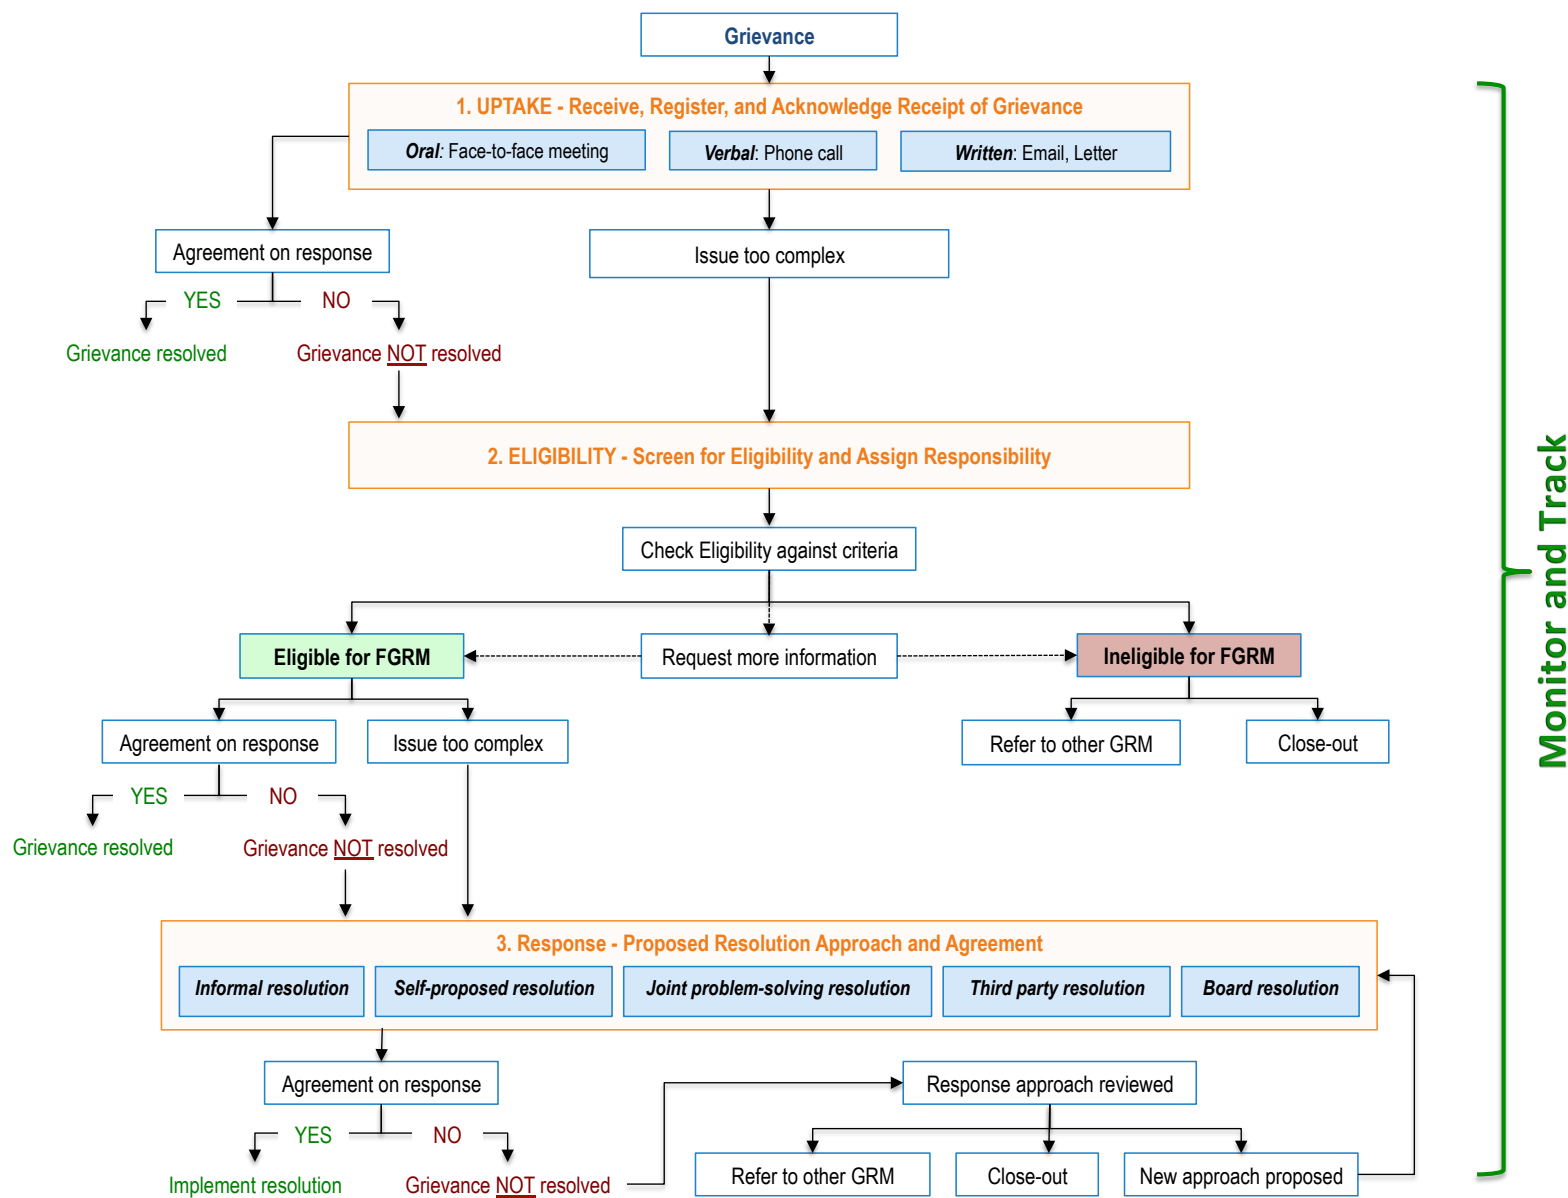 Grievance
1. UPTAKE - Receive, Register, and Acknowledge Receipt of Grievance
Oral: Face-to-face meeting
Verbal: Phone call
Written: Email, Letter
Agreement on response
Issue too complex
YES
NO
Grievance resolved
Grievance NOT resolved
2. ELIGIBILITY - Screen for Eligibility and Assign Responsibility
Check Eligibility against criteria
Eligible for FGRM
Request more information
Ineligible for FGRM
Agreement on response
Issue too complex
Refer to other GRM
Close-out
YES
NO
Grievance resolved
Grievance NOT resolved
3. Response - Proposed Resolution Approach and Agreement
Informal resolution
Self-proposed resolution
Joint problem-solving resolution
Third party resolution
Board resolution
Agreement on response
Response approach reviewed
YES
NO
Implement resolution
Grievance NOT resolved
Refer to other GRM
Close-out
New approach proposed
Monitor and Track